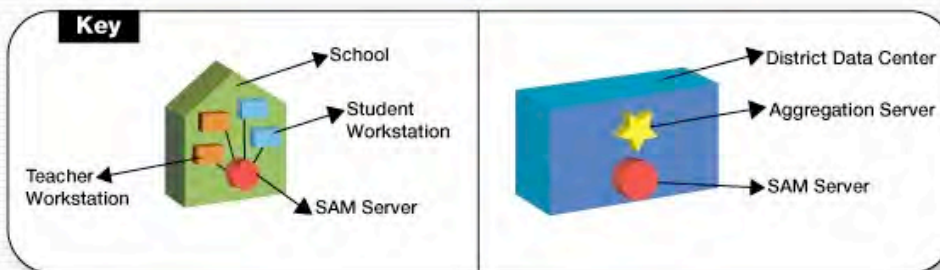 Key
School
Student
Workstation
Teacher
Workstation
SAM Server
District Data Center
Aggregation Server
SAM Server